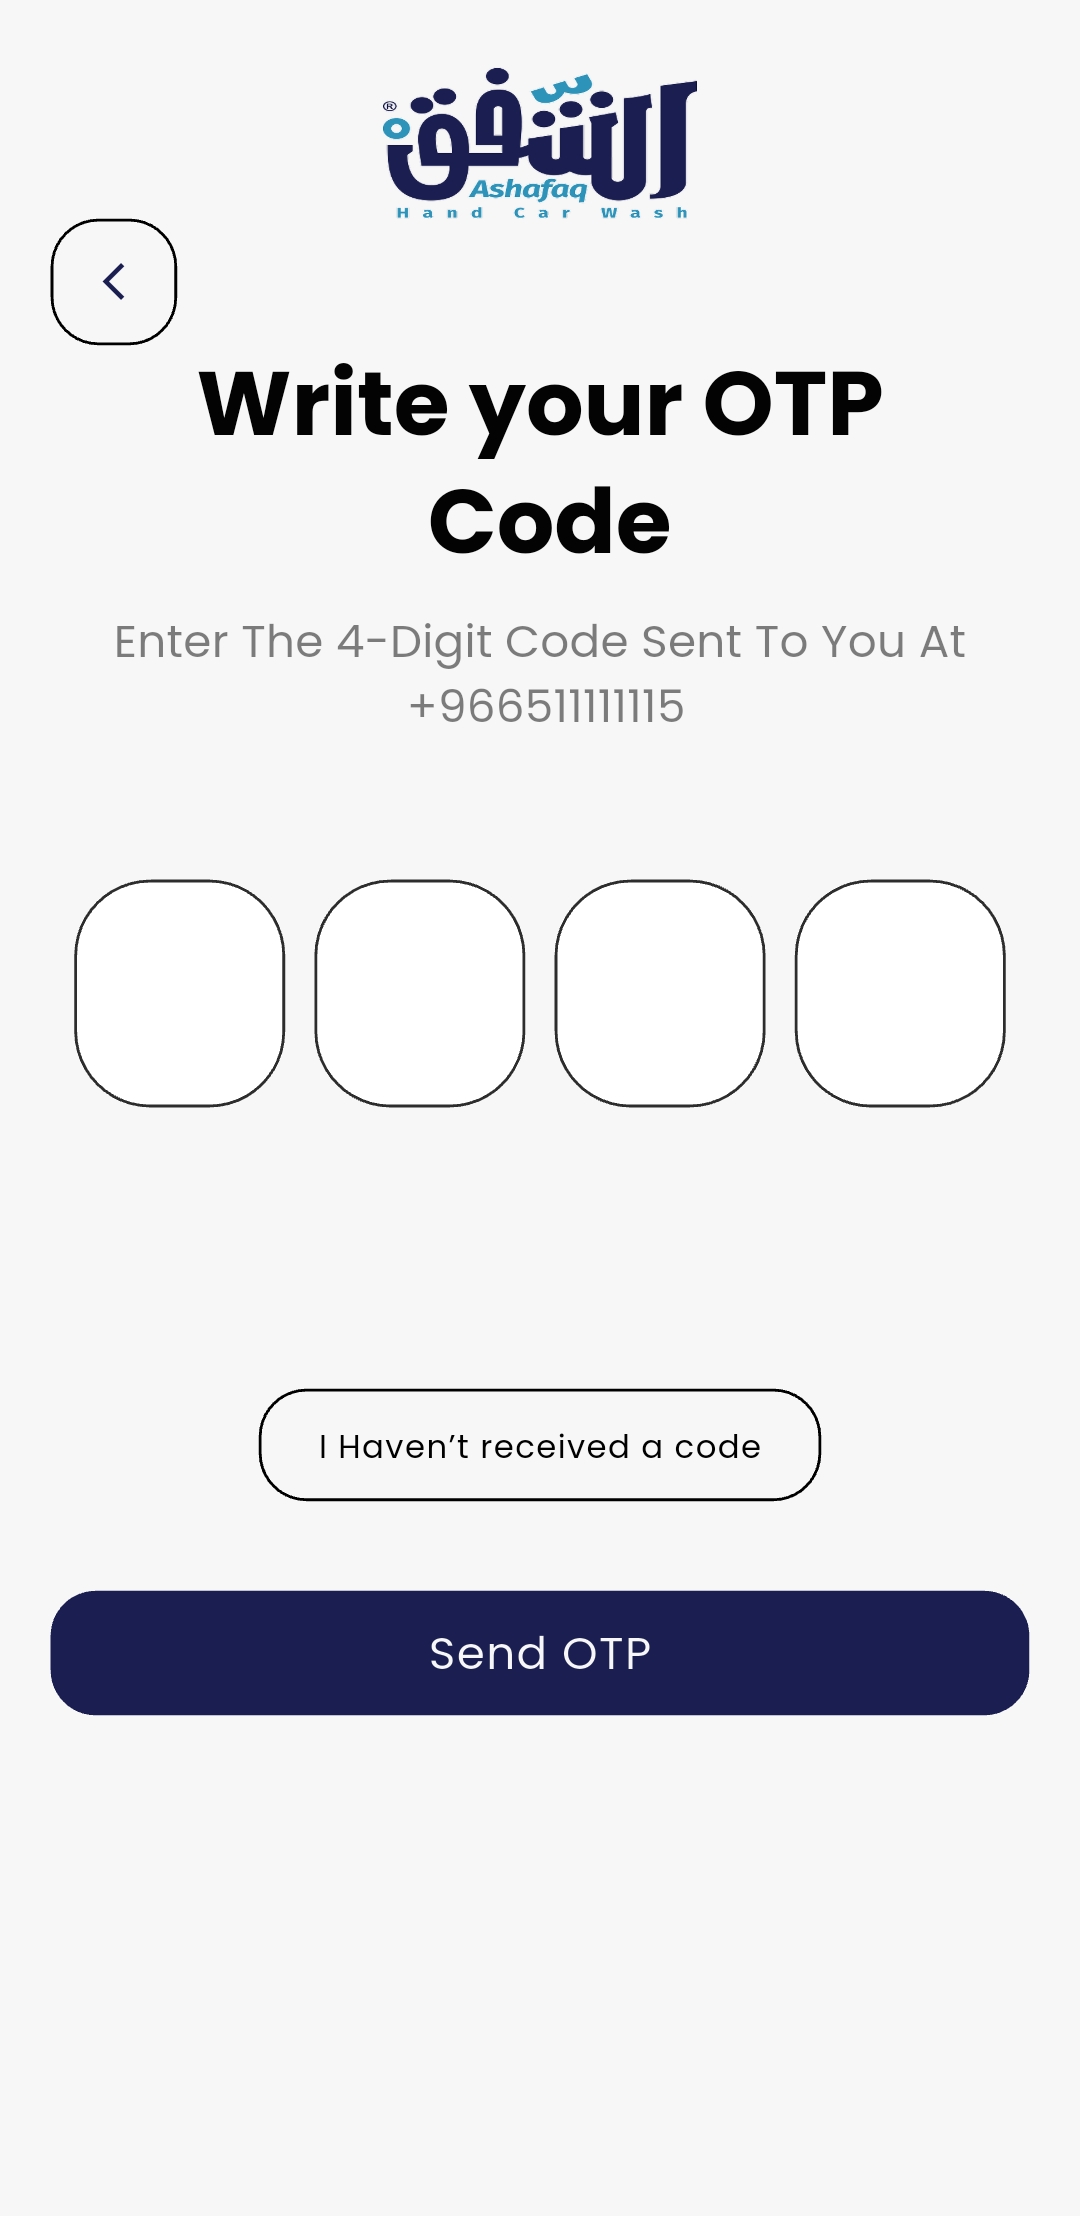 الشفق
®
Ashafaq
Hand Car Wash
Write your OTP
Code
Enter The 4-Digit Code Sent To You At
+966511111115
I Haven’t received a code
Send OTP